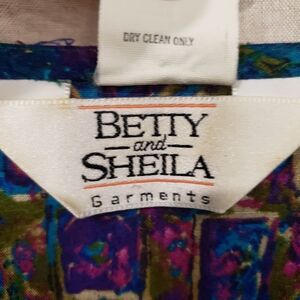 DRY CLEAN ONLY
BETTY
and
SHEILA
Garments